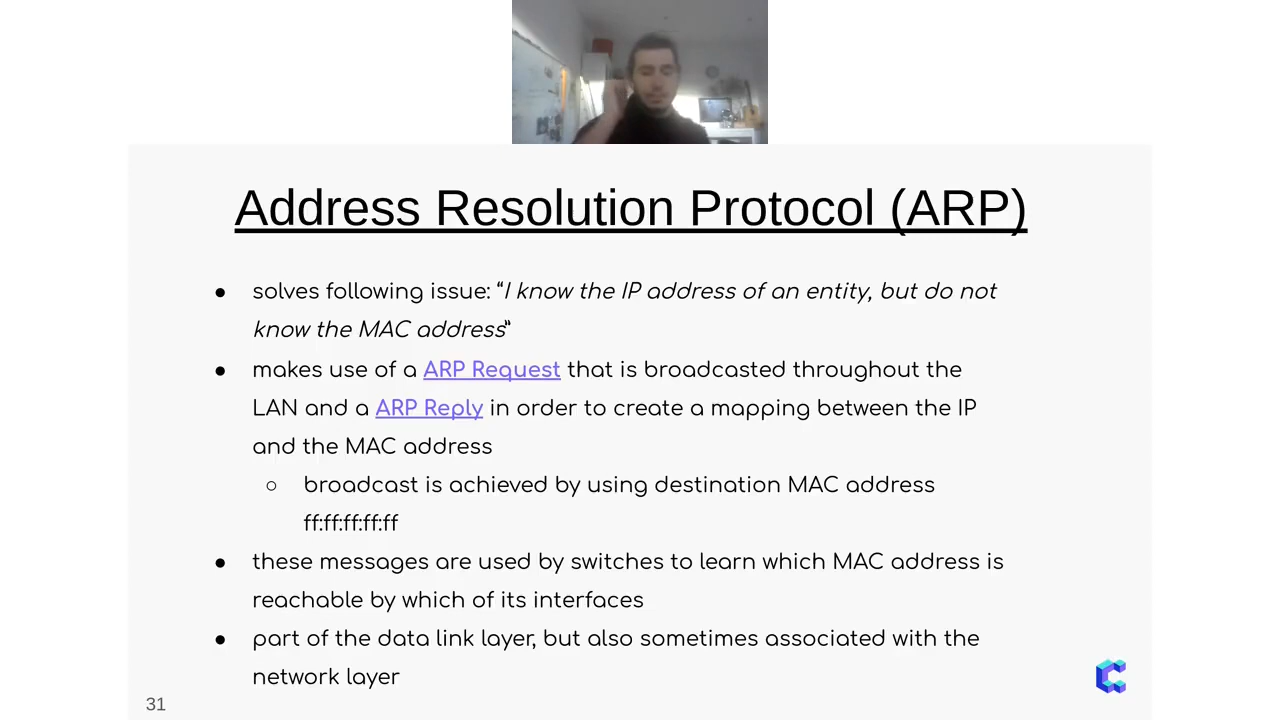 Address Resolution Protocol (ARP)
● solves following issue: “I know the IP address of an entity, but do not
know the MAC address”
● makes use of a ARP Request that is broadcasted throughout the
LAN and a ARP Reply in order to create a mapping between the IP
and the MAC address
○ broadcast is achieved by using destination MAC address
ff:ff:ff:ff:ff
● these messages are used by switches to learn which MAC address is
reachable by which of its interfaces
● part of the data link layer, but also sometimes associated with the
network layer
31